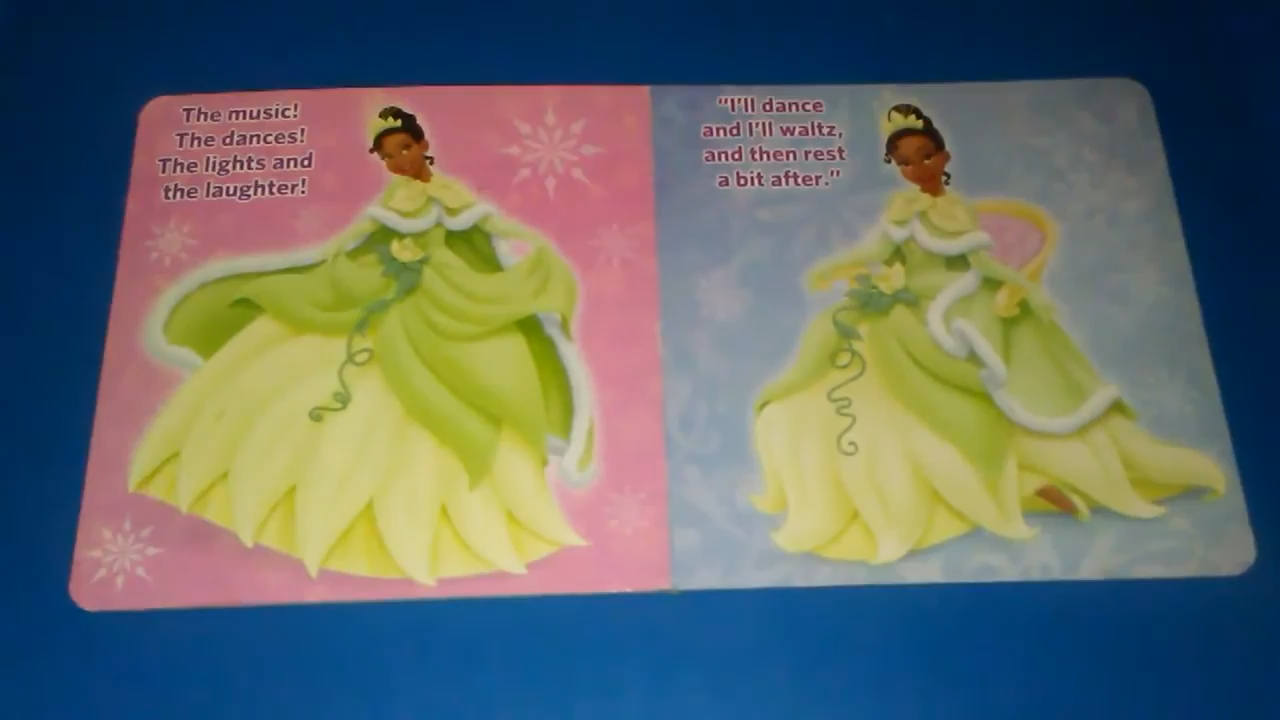 The music!
The dances!
The lights and
the laughter!
"I'll dance
and I'll waltz,
and then rest
a bit after."